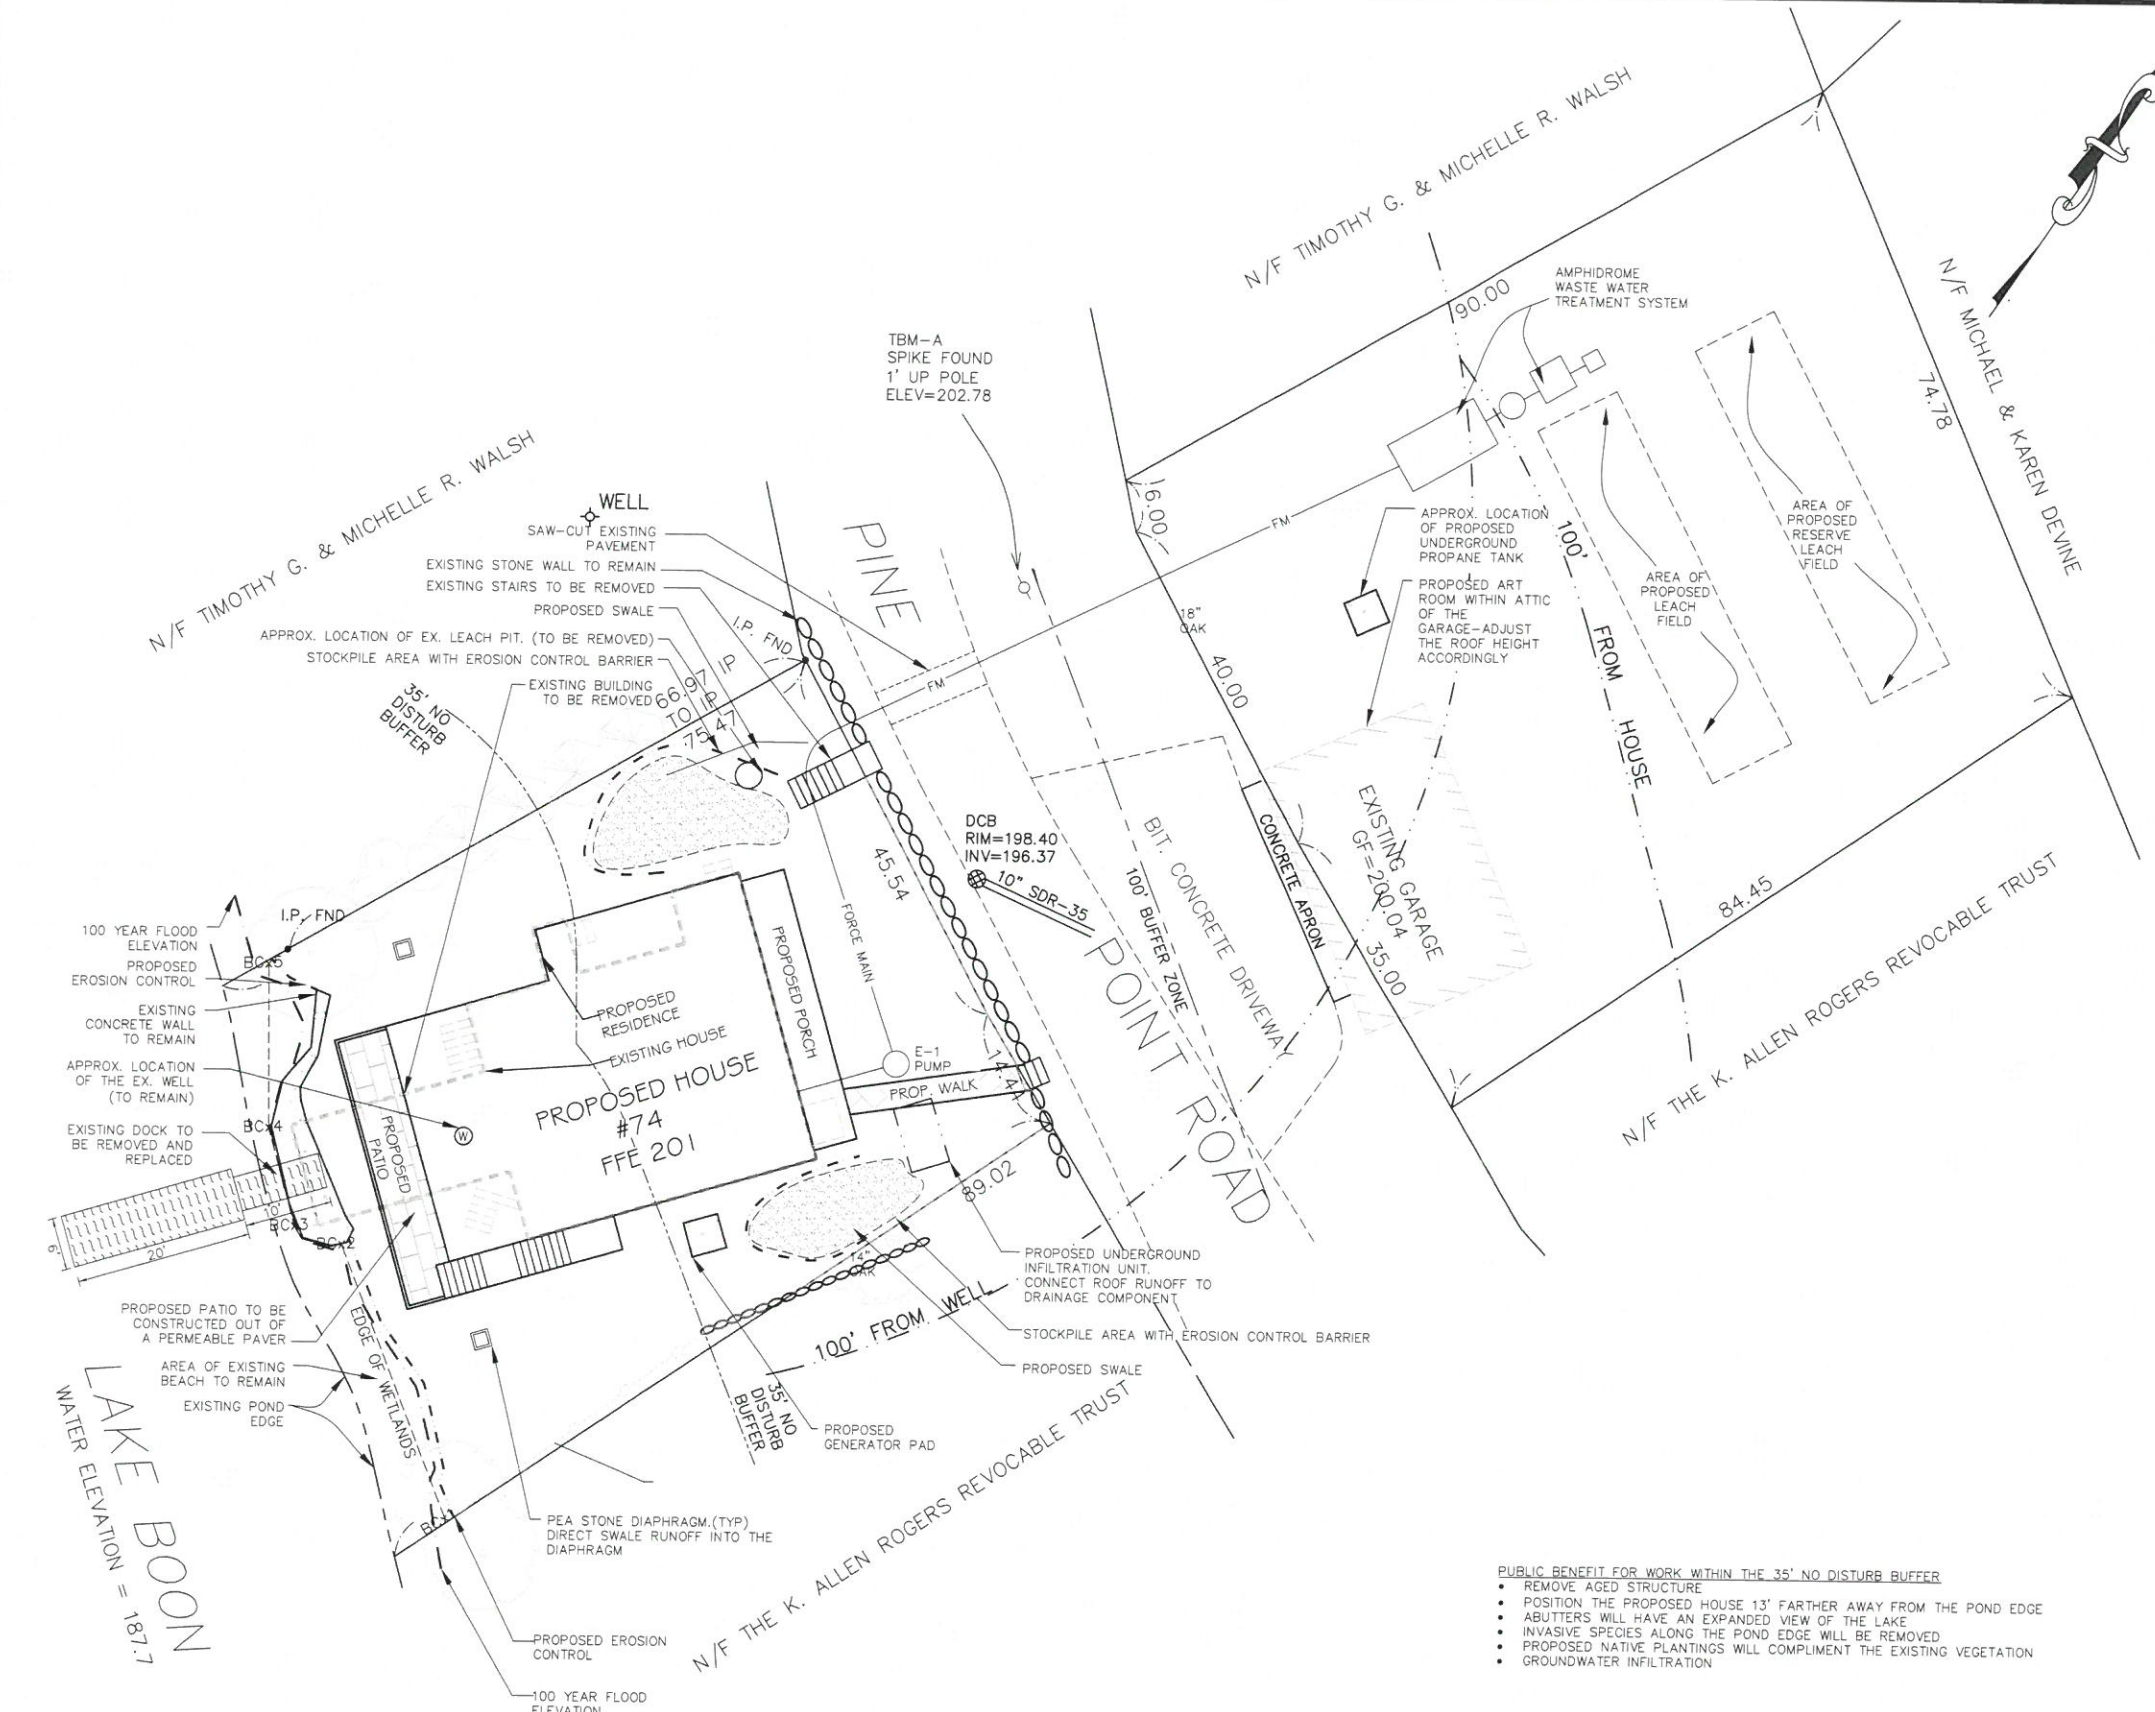 N/F TIMOTHY G. & MICHELLE R. WALSH
AMPHIDROME
WASTE WATER
TREATMENT SYSTEM
90.00
N/F MICHAEL & KAREN DEVINE
74.78
TBM-A
SPIKE FOUND
1' UP POLE
ELEV=202.78
N/F TIMOTHY G. & MICHELLE R. WALSH
WELL
SAW-CUT EXISTING
PAVEMENT
EXISTING STONE WALL TO REMAIN
EXISTING STAIRS TO BE REMOVED
PROPOSED SWALE
APPROX. LOCATION OF EX. LEACH PIT. (TO BE REMOVED)
STOCKPILE AREA WITH EROSION CONTROL BARRIER
EXISTING BUILDING
TO BE REMOVED
35' NO
DISTURB
BUFFER
66.97 IP
TO IP
75.47
I.P. FND
PINE
FM
FM
16.00
18"
OAK
40.00
APPROX. LOCATION
OF PROPOSED
UNDERGROUND
PROPANE TANK
PROPOSED ART
ROOM WITHIN ATTIC
OF THE
GARAGE-ADJUST
THE ROOF HEIGHT
ACCORDINGLY
100' FROM HOUSE
AREA OF
PROPOSED
LEACH
FIELD
AREA OF
PROPOSED
RESERVE
LEACH
FIELD
45.54
DCB
RIM=198.40
INV=196.37
10" SDR-35
BIT. CONCRETE DRIVEWAY
100' BUFFER ZONE
CONCRETE APRON
EXISTING GARAGE
GF=200.04
35.00
84.45
N/F THE K. ALLEN ROGERS REVOCABLE TRUST
POINT
ROAD
100 YEAR FLOOD
ELEVATION
I.P. FND
BC-5
PROPOSED
EROSION CONTROL
EXISTING
CONCRETE WALL
TO REMAIN
APPROX. LOCATION
OF THE EX. WELL
(TO REMAIN)
BC-4
EXISTING DOCK TO
BE REMOVED AND
REPLACED
W
PROPOSED
RESIDENCE
EXISTING HOUSE
PROPOSED HOUSE
#74
FFE 201
PROPOSED PORCH
FORCE MAIN
E-1
PUMP
PROP. WALK
14.44
PROPOSED
PATIO
10'
BC-3
BC-2
6'
20'
89.02
14"
OAK
PROPOSED UNDERGROUND
INFILTRATION UNIT.
CONNECT ROOF RUNOFF TO
DRAINAGE COMPONENT
100' FROM WELL
STOCKPILE AREA WITH EROSION CONTROL BARRIER
PROPOSED SWALE
PROPOSED PATIO TO BE
CONSTRUCTED OUT OF
A PERMEABLE PAVER
AREA OF EXISTING
BEACH TO REMAIN
EXISTING POND
EDGE
EDGE OF WETLANDS
35' NO
DISTURB
BUFFER
PROPOSED
GENERATOR PAD
LAKE BOON
WATER ELEVATION = 187.7
PEA STONE DIAPHRAGM.(TYP)
DIRECT SWALE RUNOFF INTO THE
DIAPHRAGM
N/F THE K. ALLEN ROGERS REVOCABLE TRUST
PROPOSED EROSION
CONTROL
100 YEAR FLOOD
ELEVATION
PUBLIC BENEFIT FOR WORK WITHIN THE 35' NO DISTURB BUFFER
• REMOVE AGED STRUCTURE
• POSITION THE PROPOSED HOUSE 13' FARTHER AWAY FROM THE POND EDGE
• ABUTTERS WILL HAVE AN EXPANDED VIEW OF THE LAKE
• INVASIVE SPECIES ALONG THE POND EDGE WILL BE REMOVED
• PROPOSED NATIVE PLANTINGS WILL COMPLIMENT THE EXISTING VEGETATION
• GROUNDWATER INFILTRATION